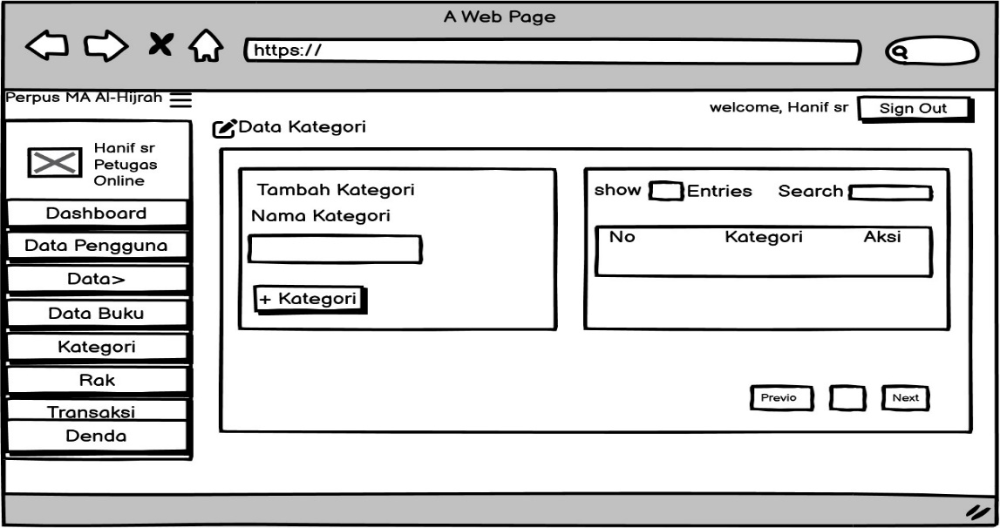 A Web Page
https://
Perpus MA Al-Hijrah
welcome, Hanif sr
Sign Out
Data Kategori
Hanif sr
Petugas
Online
Dashboard
Data Pengguna
Data>
Data Buku
Kategori
Rak
Transaksi
Denda
Tambah Kategori
Nama Kategori
+ Kategori
show Entries Search
No Kategori Aksi
Previo Next